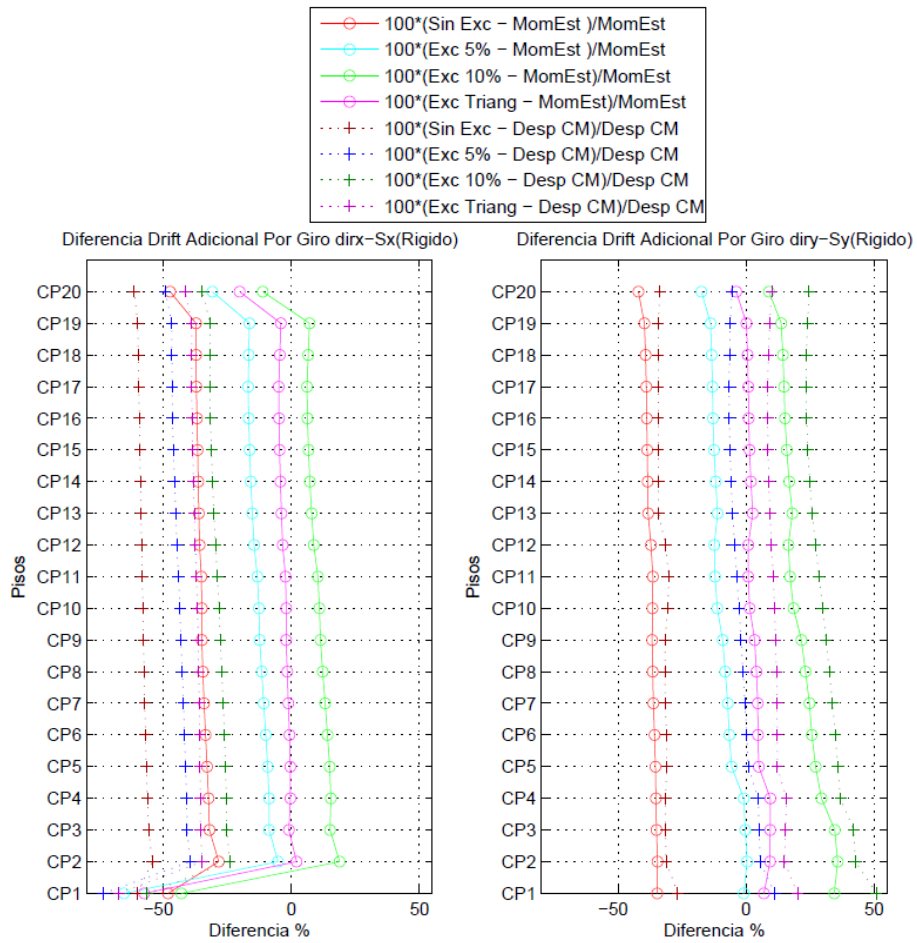 100*(Sin Exc − MomEst )/MomEst
100*(Exc 5% − MomEst )/MomEst
100*(Exc 10% − MomEst)/MomEst
100*(Exc Triang − MomEst)/MomEst
100*(Sin Exc − Desp CM)/Desp CM
100*(Exc 5% − Desp CM)/Desp CM
100*(Exc 10% − Desp CM)/Desp CM
100*(Exc Triang − Desp CM)/Desp CM
Diferencia Drift Adicional Por Giro dirx−Sx(Rigido)
CP20
CP19
CP18
CP17
CP16
CP15
CP14
CP13
CP12
CP11
CP10
CP9
CP8
CP7
CP6
CP5
CP4
CP3
CP2
CP1
Pisos
−50 0 50
Diferencia %
Diferencia Drift Adicional Por Giro diry−Sy(Rigido)
CP20
CP19
CP18
CP17
CP16
CP15
CP14
CP13
CP12
CP11
CP10
CP9
CP8
CP7
CP6
CP5
CP4
CP3
CP2
CP1
Pisos
−50 0 50
Diferencia %